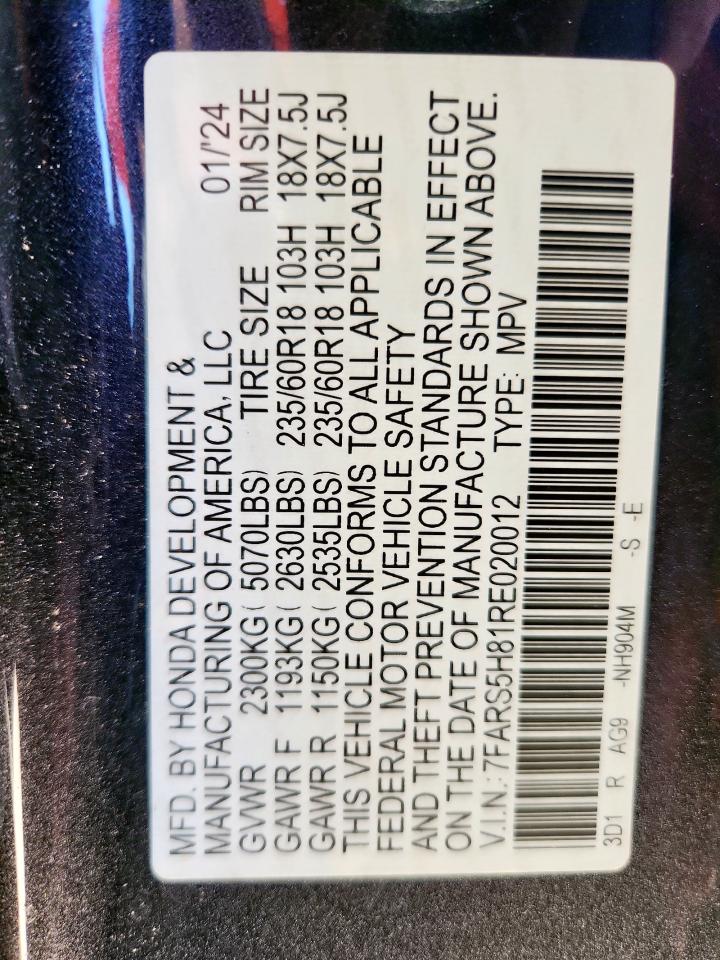 MFD. BY HONDA DEVELOPMENT &
MANUFACTURING OF AMERICA, LLC 01/'24
GVWR 2300KG( 5070LBS) TIRE SIZE RIM SIZE
GAWR F 1193KG( 2630LBS) 235/60R18 103H 18X7.5J
GAWR R 1150KG( 2535LBS) 235/60R18 103H 18X7.5J
THIS VEHICLE CONFORMS TO ALL APPLICABLE
FEDERAL MOTOR VEHICLE SAFETY
AND THEFT PREVENTION STANDARDS IN EFFECT
ON THE DATE OF MANUFACTURE SHOWN ABOVE.
V.I.N.: 7FARS5H81RE020012 TYPE: MPV
3D1 R AG9 -NH904M -S -E